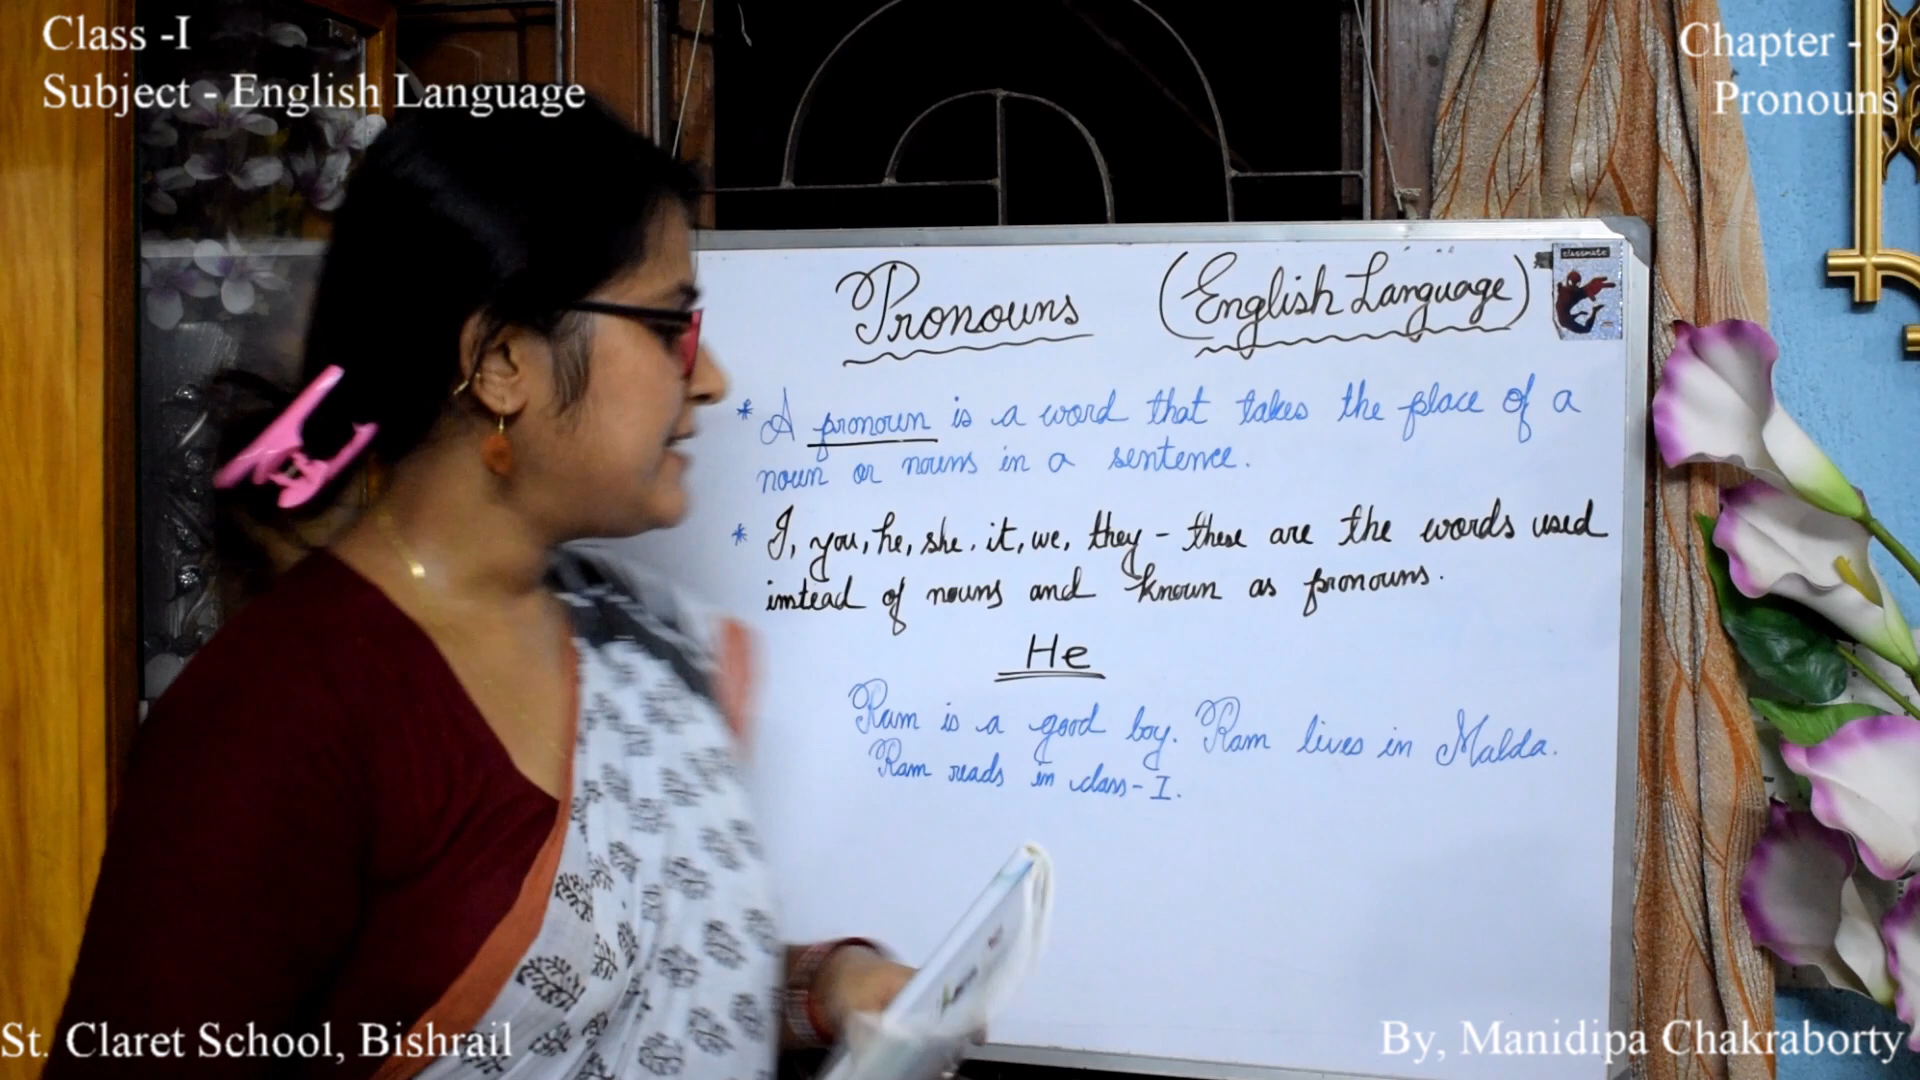 Class -I
Subject - English Language
Chapter - 9
Pronouns
Pronouns (English Language)
classmate
* A pronoun is a word that takes the place of a
noun or nouns in a sentence.
* I, you, he, she, it, we, they - these are the words used
instead of nouns and known as pronouns.
He
Ram is a good boy. Ram lives in Malda.
Ram reads in class-I.
St. Claret School, Bishrail
By, Manidipa Chakraborty